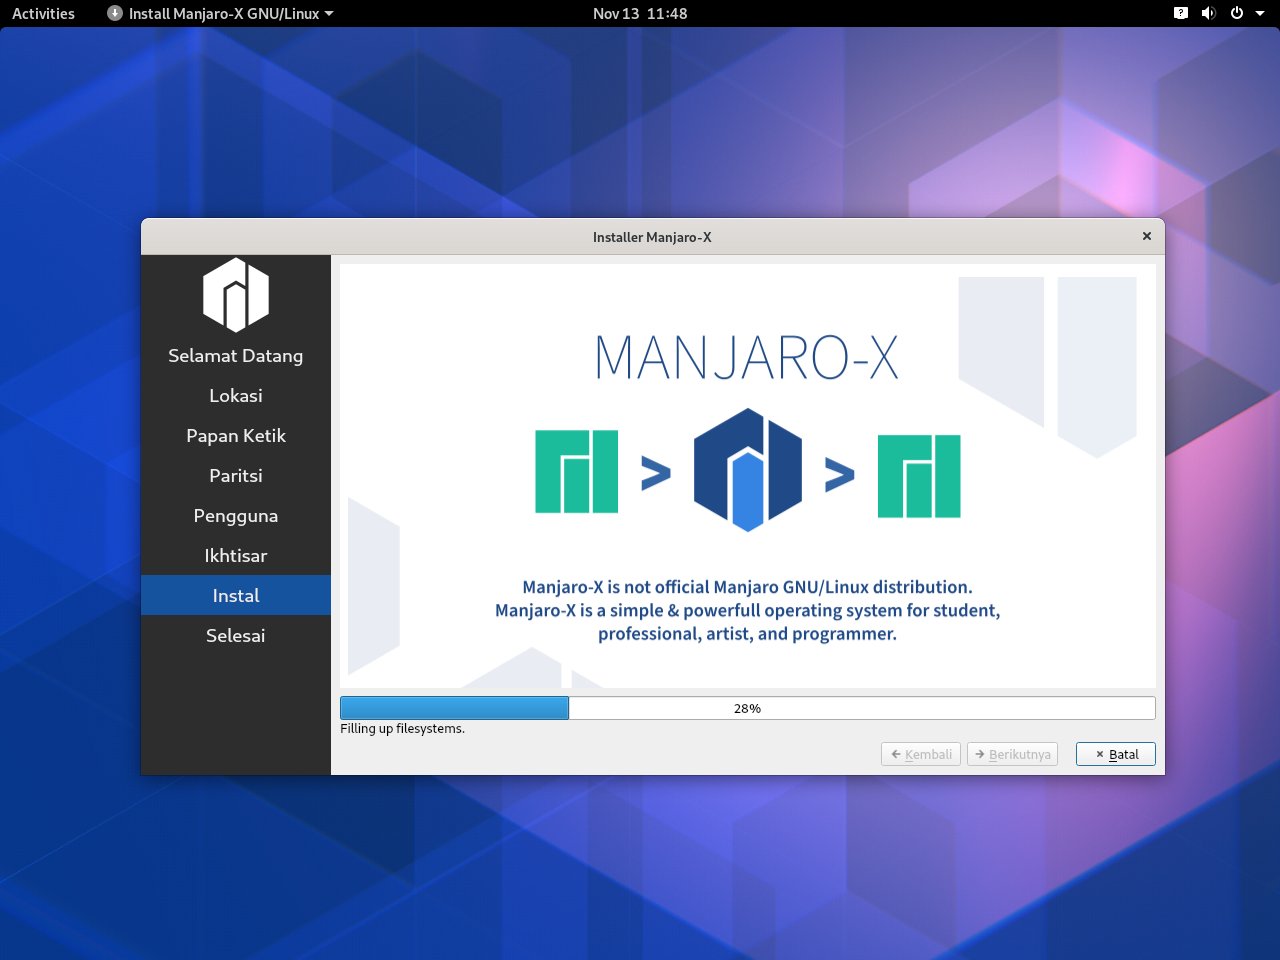 Activities
Install Manjaro-X GNU/Linux
Nov 13 11:48
Installer Manjaro-X
Selamat Datang
Lokasi
Papan Ketik
Paritsi
Pengguna
Ikhtisar
Instal
Selesai
MANJARO-X
> >
Manjaro-X is not official Manjaro GNU/Linux distribution.
Manjaro-X is a simple & powerfull operating system for student,
professional, artist, and programmer.
28%
Filling up filesystems.
Kembali
Berikutnya
Batal